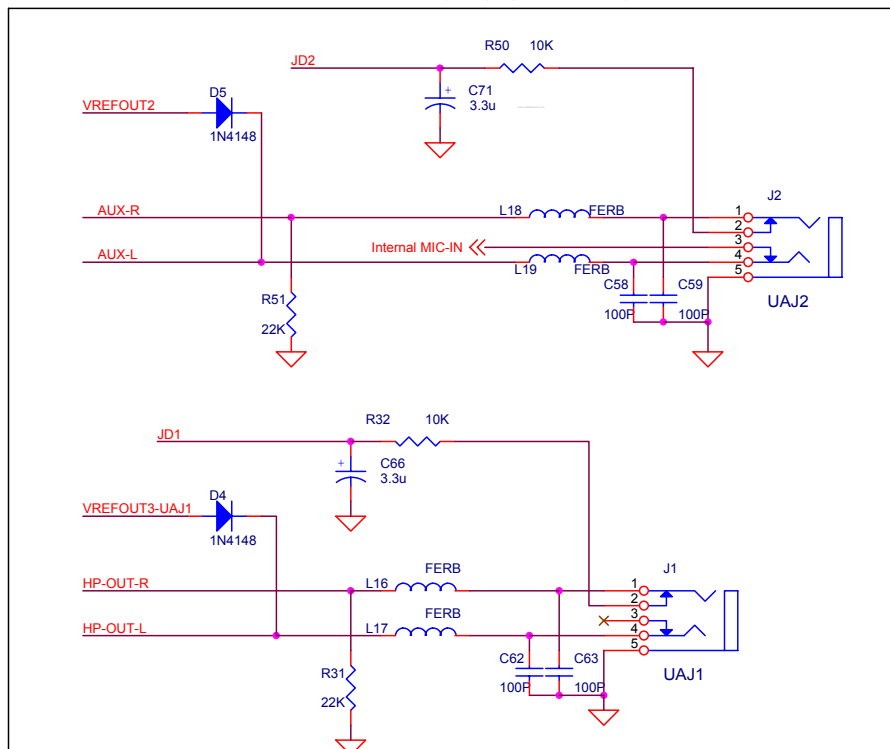 R50 10K
JD2
C71
+
3.3u
D5
VREFOUT2
1N4148
J2
AUX-R
L18 FERB
1
2
Internal MIC-IN
3
AUX-L
4
L19 FERB
C58 C59
5
R51
22K
100P 100P
UAJ2
R32 10K
JD1
C66
+
3.3u
D4
VREFOUT3-UAJ1
1N4148
FERB
J1
HP-OUT-R
L16
1
2
FERB
3
HP-OUT-L
L17
4
C62 C63
5
R31
22K
100P 100P
UAJ1